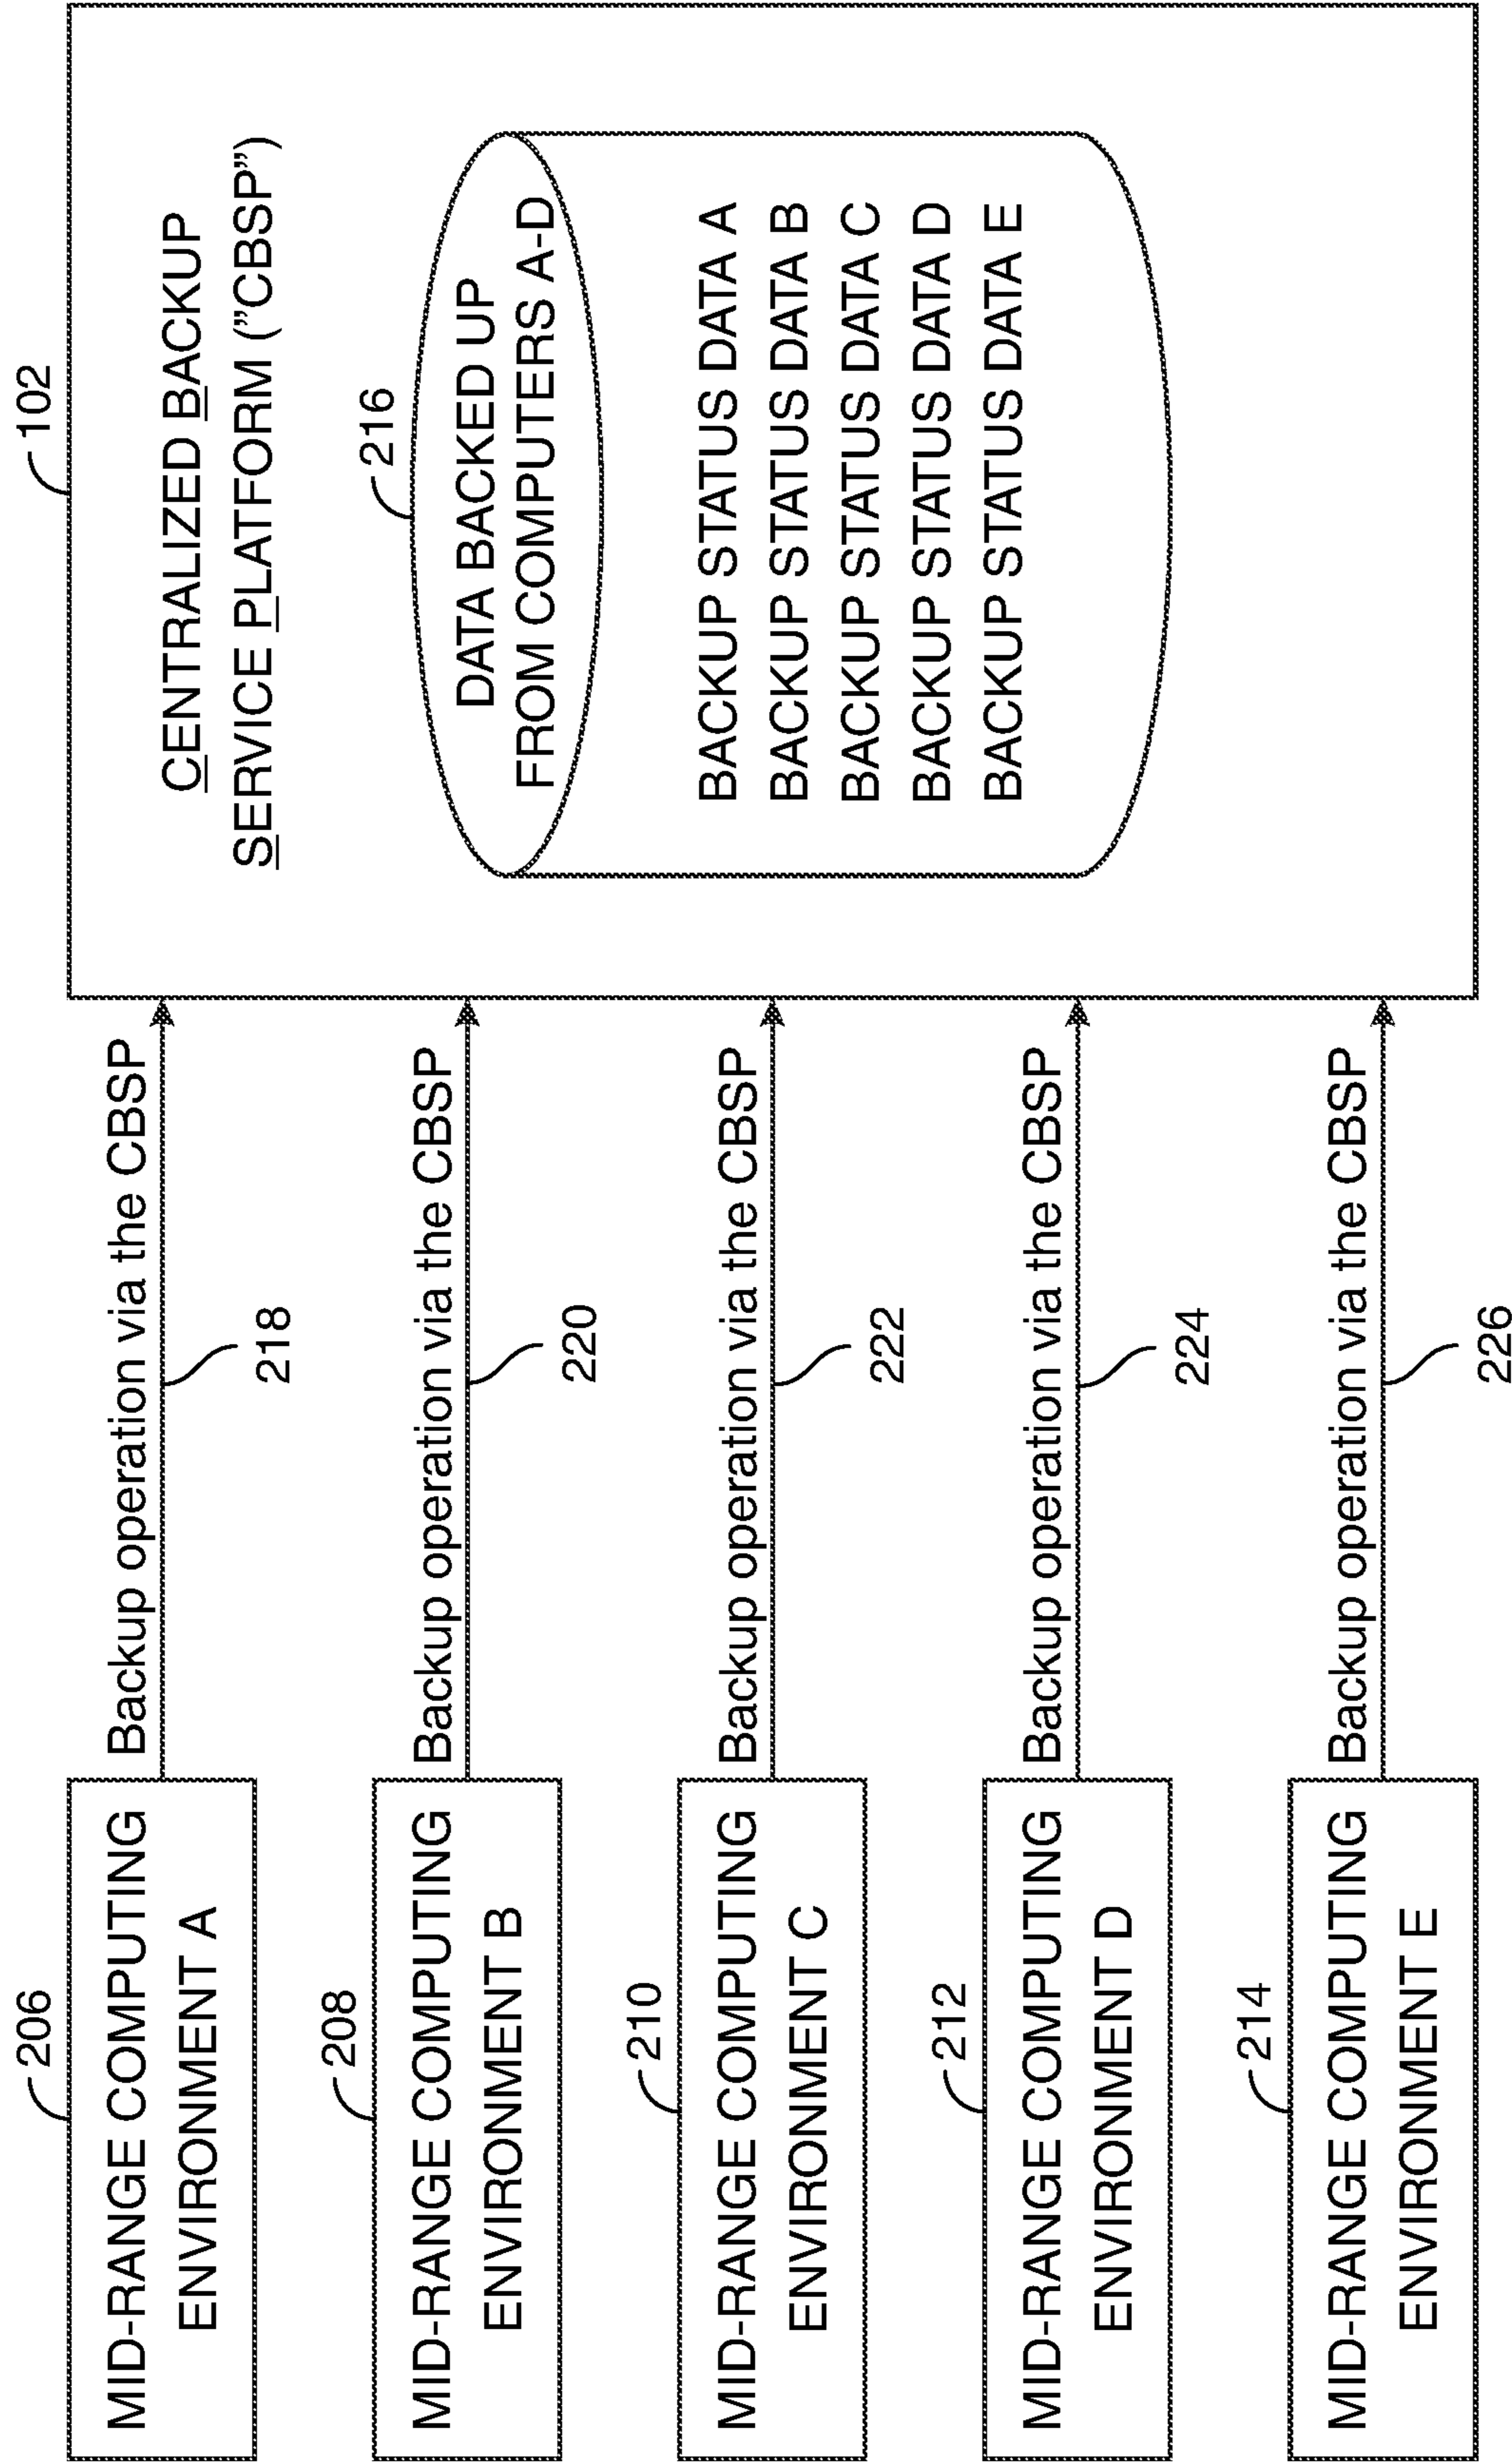 206
MID-RANGE COMPUTING
ENVIRONMENT A
Backup operation via the CBSP
218
208
MID-RANGE COMPUTING
ENVIRONMENT B
Backup operation via the CBSP
220
210
MID-RANGE COMPUTING
ENVIRONMENT C
Backup operation via the CBSP
222
212
MID-RANGE COMPUTING
ENVIRONMENT D
Backup operation via the CBSP
224
214
MID-RANGE COMPUTING
ENVIRONMENT E
Backup operation via the CBSP
226
102
CENTRALIZED BACKUP
SERVICE PLATFORM (”CBSP”)
216
DATA BACKED UP
FROM COMPUTERS A-D
BACKUP STATUS DATA A
BACKUP STATUS DATA B
BACKUP STATUS DATA C
BACKUP STATUS DATA D
BACKUP STATUS DATA E